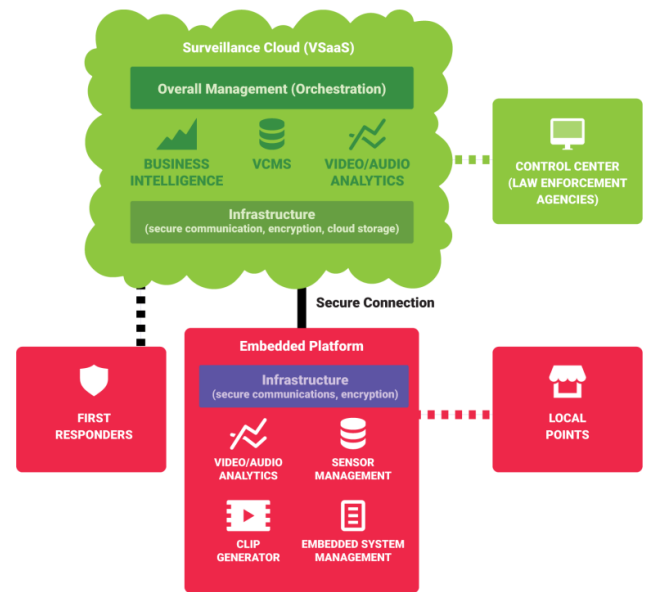 Surveillance Cloud (VSaaS)
Overall Management (Orchestration)
BUSINESS
INTELLIGENCE
VCMS
VIDEO/AUDIO
ANALYTICS
Infrastructure
(secure communication, encryption, cloud storage)
CONTROL CENTER
(LAW ENFORCEMENT
AGENCIES)
Secure Connection
FIRST
RESPONDERS
Embedded Platform
Infrastructure
(secure communications, encryption)
VIDEO/AUDIO
ANALYTICS
SENSOR
MANAGEMENT
CLIP
GENERATOR
EMBEDDED SYSTEM
MANAGEMENT
LOCAL
POINTS